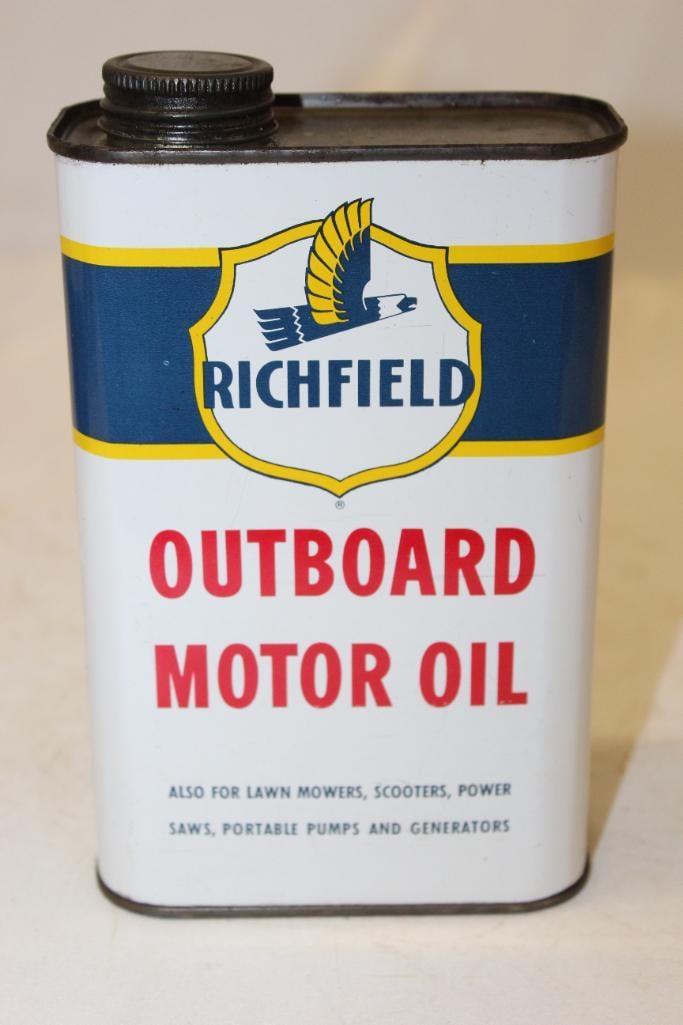 RICHFIELD
®
OUTBOARD
MOTOR OIL
ALSO FOR LAWN MOWERS, SCOOTERS, POWER
SAWS, PORTABLE PUMPS AND GENERATORS